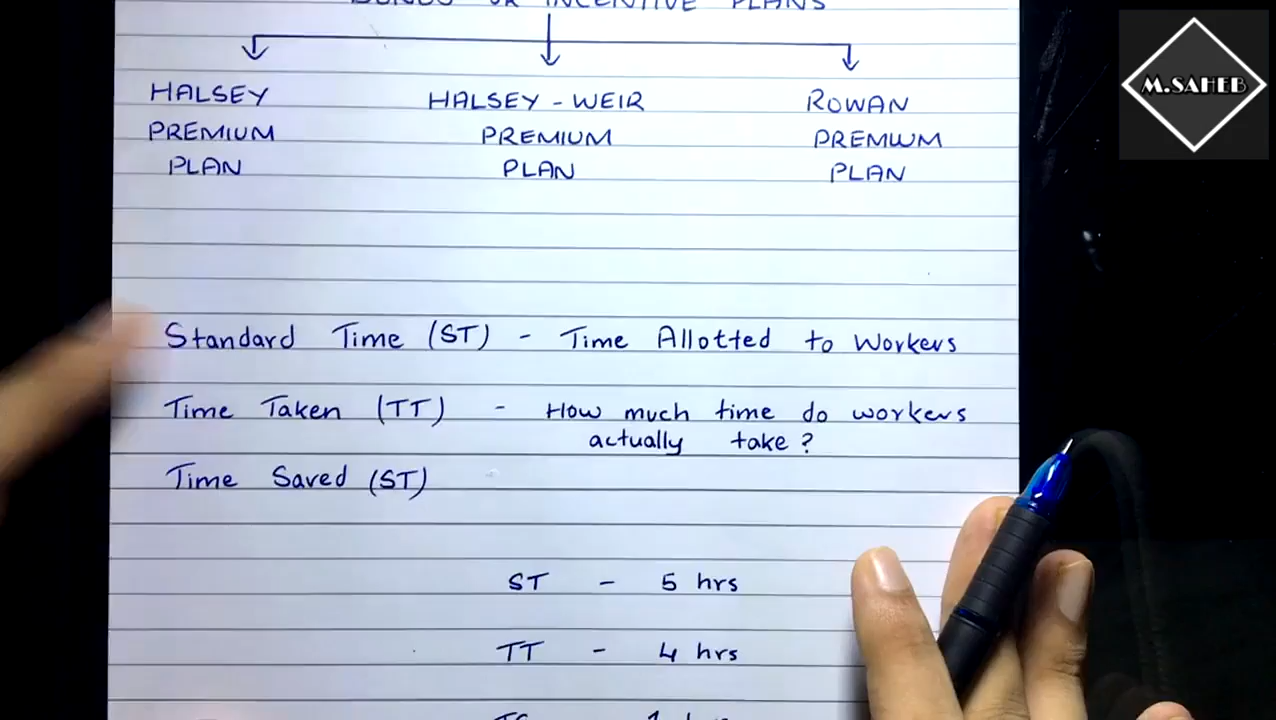 HALSEY HALSEY - WEIR ROWAN
PREMIUM PREMIUM PREMIUM
PLAN PLAN PLAN
M.SAHEB
Standard Time (ST) - Time Allotted to Workers
Time Taken (TT) - How much time do workers
actually take?
Time Saved (ST)
ST - 5 hrs
TT - 4 hrs